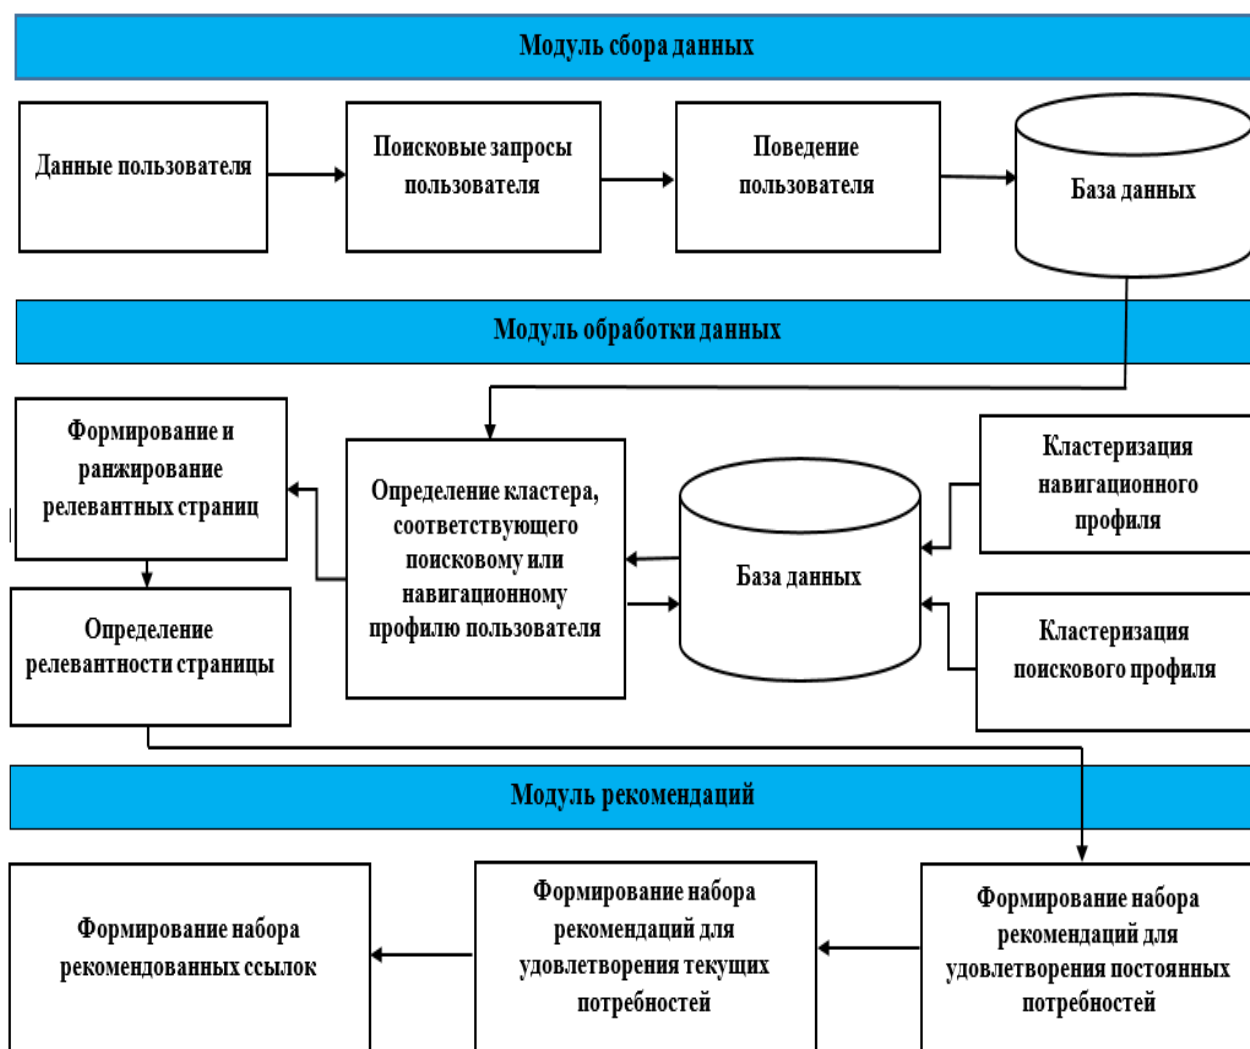 Модуль сбора данных
Данные пользователя
Поисковые запросы
пользователя
Поведение
пользователя
База данных
Модуль обработки данных
Формирование и
ранжирование
релевантных страниц
Определение
релевантности страницы
Определение кластера,
соответствующего
поисковому или
навигационному
профилю пользователя
База данных
Кластеризация
навигационного
профиля
Кластеризация
поискового профиля
Модуль рекомендаций
Формирование набора
рекомендованных ссылок
Формирование набора
рекомендаций для
удовлетворения текущих
потребностей
Формирование набора
рекомендаций для
удовлетворения постоянных
потребностей